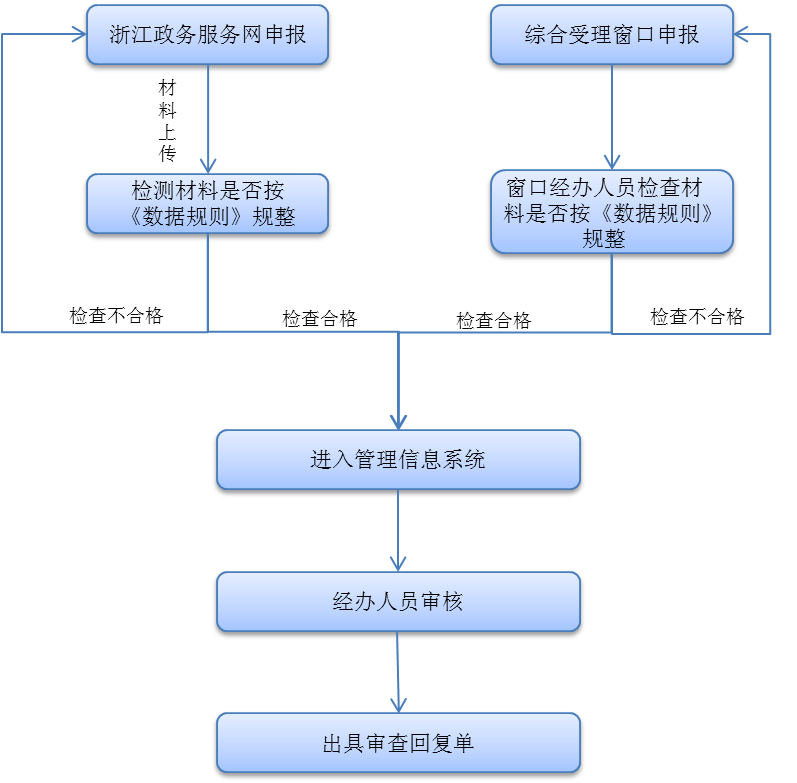 浙江政务服务网申报
综合受理窗口申报
材
料
上
传
检测材料是否按
《数据规则》规整
窗口经办人员检查材
料是否按《数据规则》
规整
检查不合格
检查合格
检查合格
检查不合格
进入管理信息系统
经办人员审核
出具审查回复单